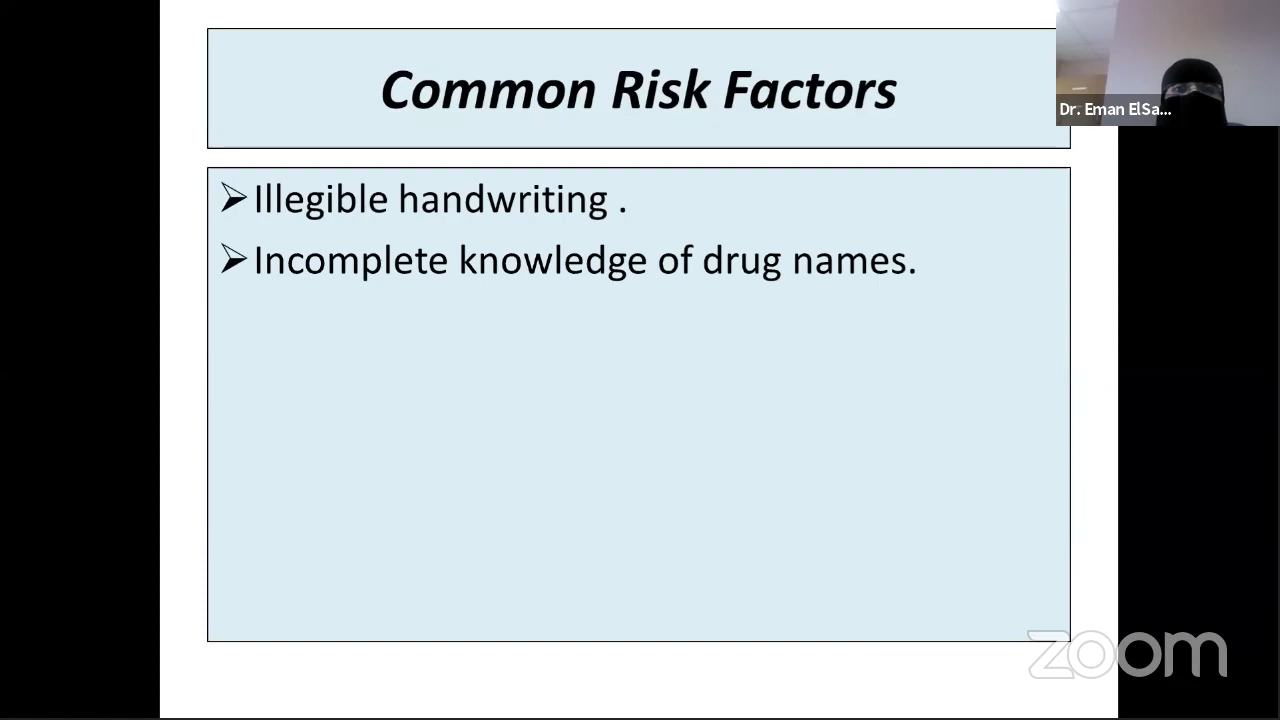 Common Risk Factors
Dr. Eman ElSa...
➢Illegible handwriting .
➢Incomplete knowledge of drug names.
zoom